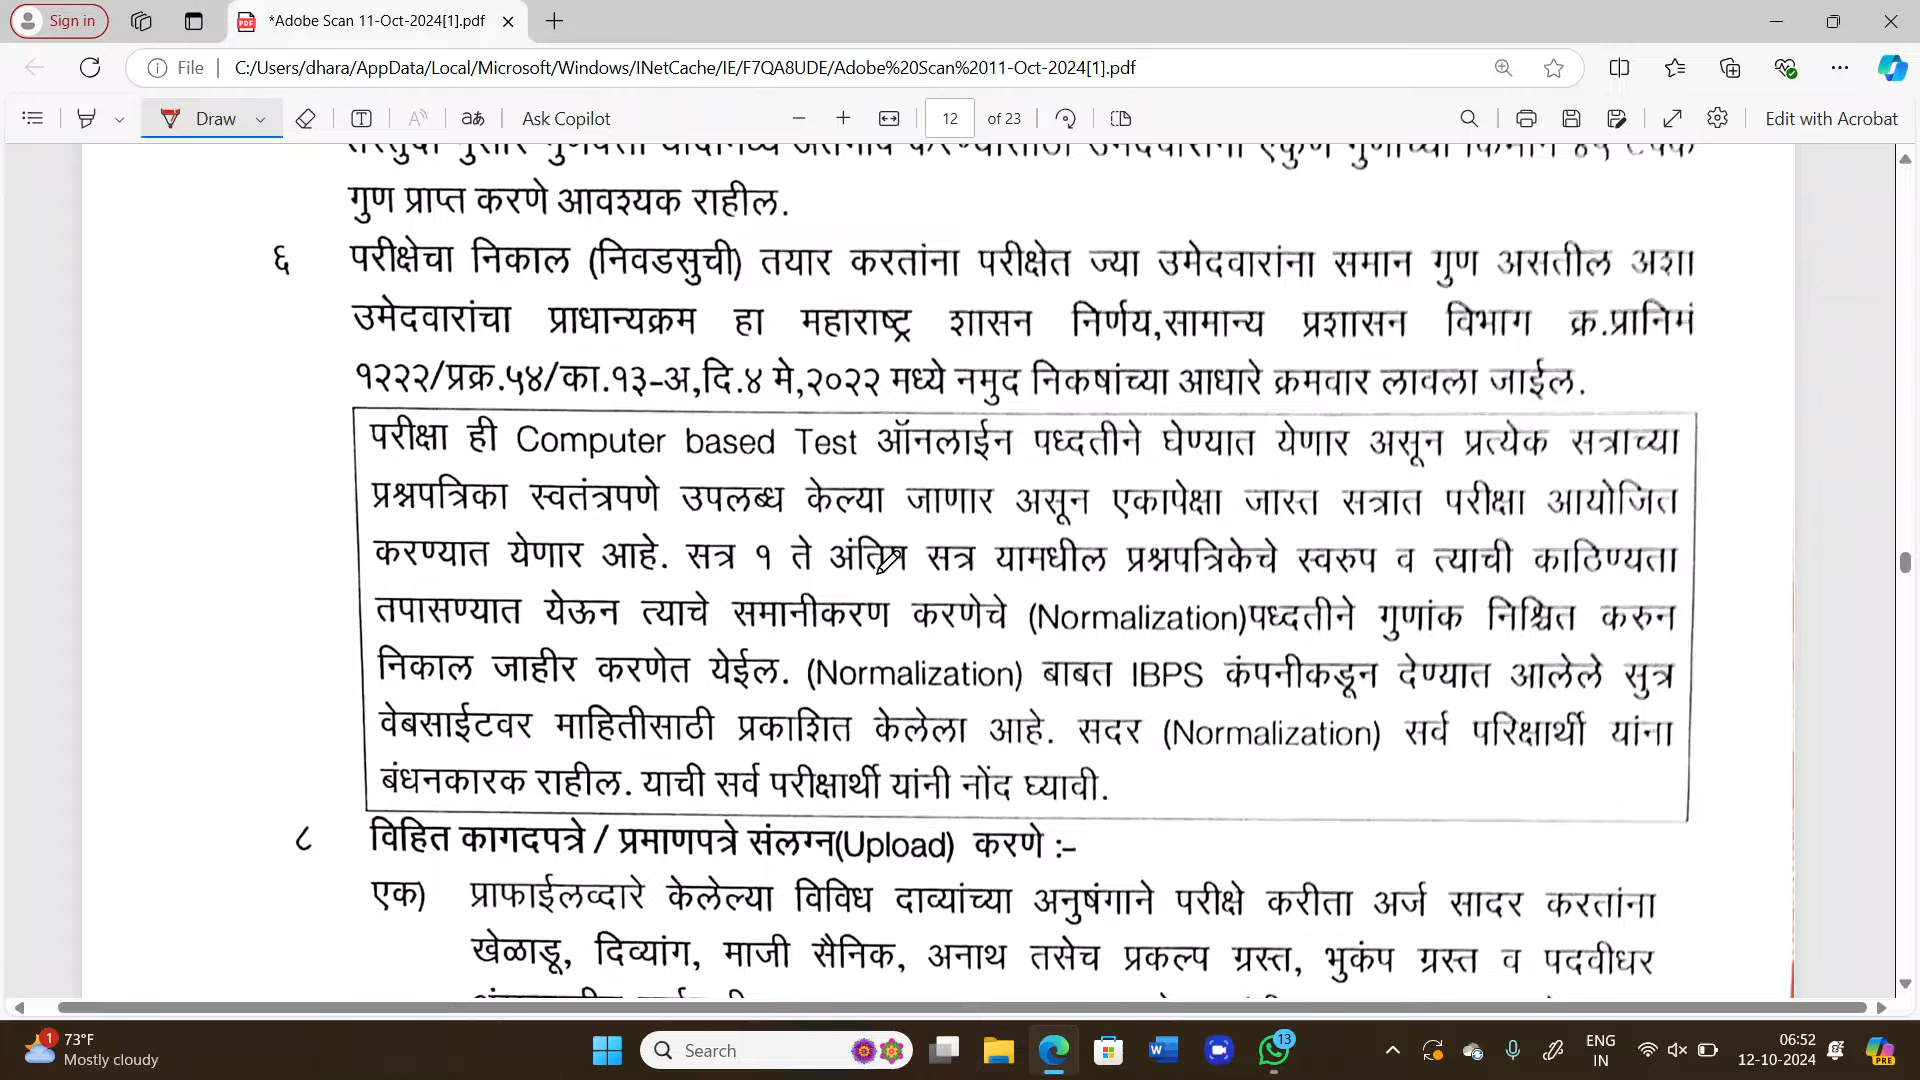 Sign in
*Adobe Scan 11-Oct-2024[1].pdf
File
C:/Users/dhara/AppData/Local/Microsoft/Windows/INetCache/IE/F7QA8UDE/Adobe%20Scan%2011-Oct-2024[1].pdf
Draw
Ask Copilot
12 of 23
Edit with Acrobat
गुण प्राप्त करणे आवश्यक राहील.
६ परीक्षेचा निकाल (निवडसुची) तयार करतांना परीक्षेत ज्या उमेदवारांना समान गुण असतील अशा
उमेदवारांचा प्राधान्यक्रम हा महाराष्ट्र शासन निर्णय,सामान्य प्रशासन विभाग क्र.प्रानिमं
१२२२/प्रक्र.५४/का.१३-अ,दि.४ मे,२०२२ मध्ये नमुद निकषांच्या आधारे क्रमवार लावला जाईल.
परीक्षा ही Computer based Test ऑनलाईन पध्दतीने घेण्यात येणार असून प्रत्येक सत्राच्या
प्रश्नपत्रिका स्वतंत्रपणे उपलब्ध केल्या जाणार असून एकापेक्षा जास्त सत्रात परीक्षा आयोजित
करण्यात येणार आहे. सत्र १ ते अंतिम सत्र यामधील प्रश्नपत्रिकेचे स्वरुप व त्याची काठिण्यता
तपासण्यात येऊन त्याचे समानीकरण करणेचे (Normalization)पध्दतीने गुणांक निश्चित करुन
निकाल जाहीर करणेत येईल. (Normalization) बाबत IBPS कंपनीकडून देण्यात आलेले सुत्र
वेबसाईटवर माहितीसाठी प्रकाशित केलेला आहे. सदर (Normalization) सर्व परिक्षार्थी यांना
बंधनकारक राहील. याची सर्व परीक्षार्थी यांनी नोंद घ्यावी.
८ विहित कागदपत्रे / प्रमाणपत्रे संलग्न(Upload) करणे :-
एक) प्राफाईलव्दारे केलेल्या विविध दाव्यांच्या अनुषंगाने परीक्षे करीता अर्ज सादर करतांना
खेळाडू, दिव्यांग, माजी सैनिक, अनाथ तसेच प्रकल्प ग्रस्त, भुकंप ग्रस्त व पदवीधर
73°F
Mostly cloudy
Search
13
ENG
IN
06:52
12-10-2024